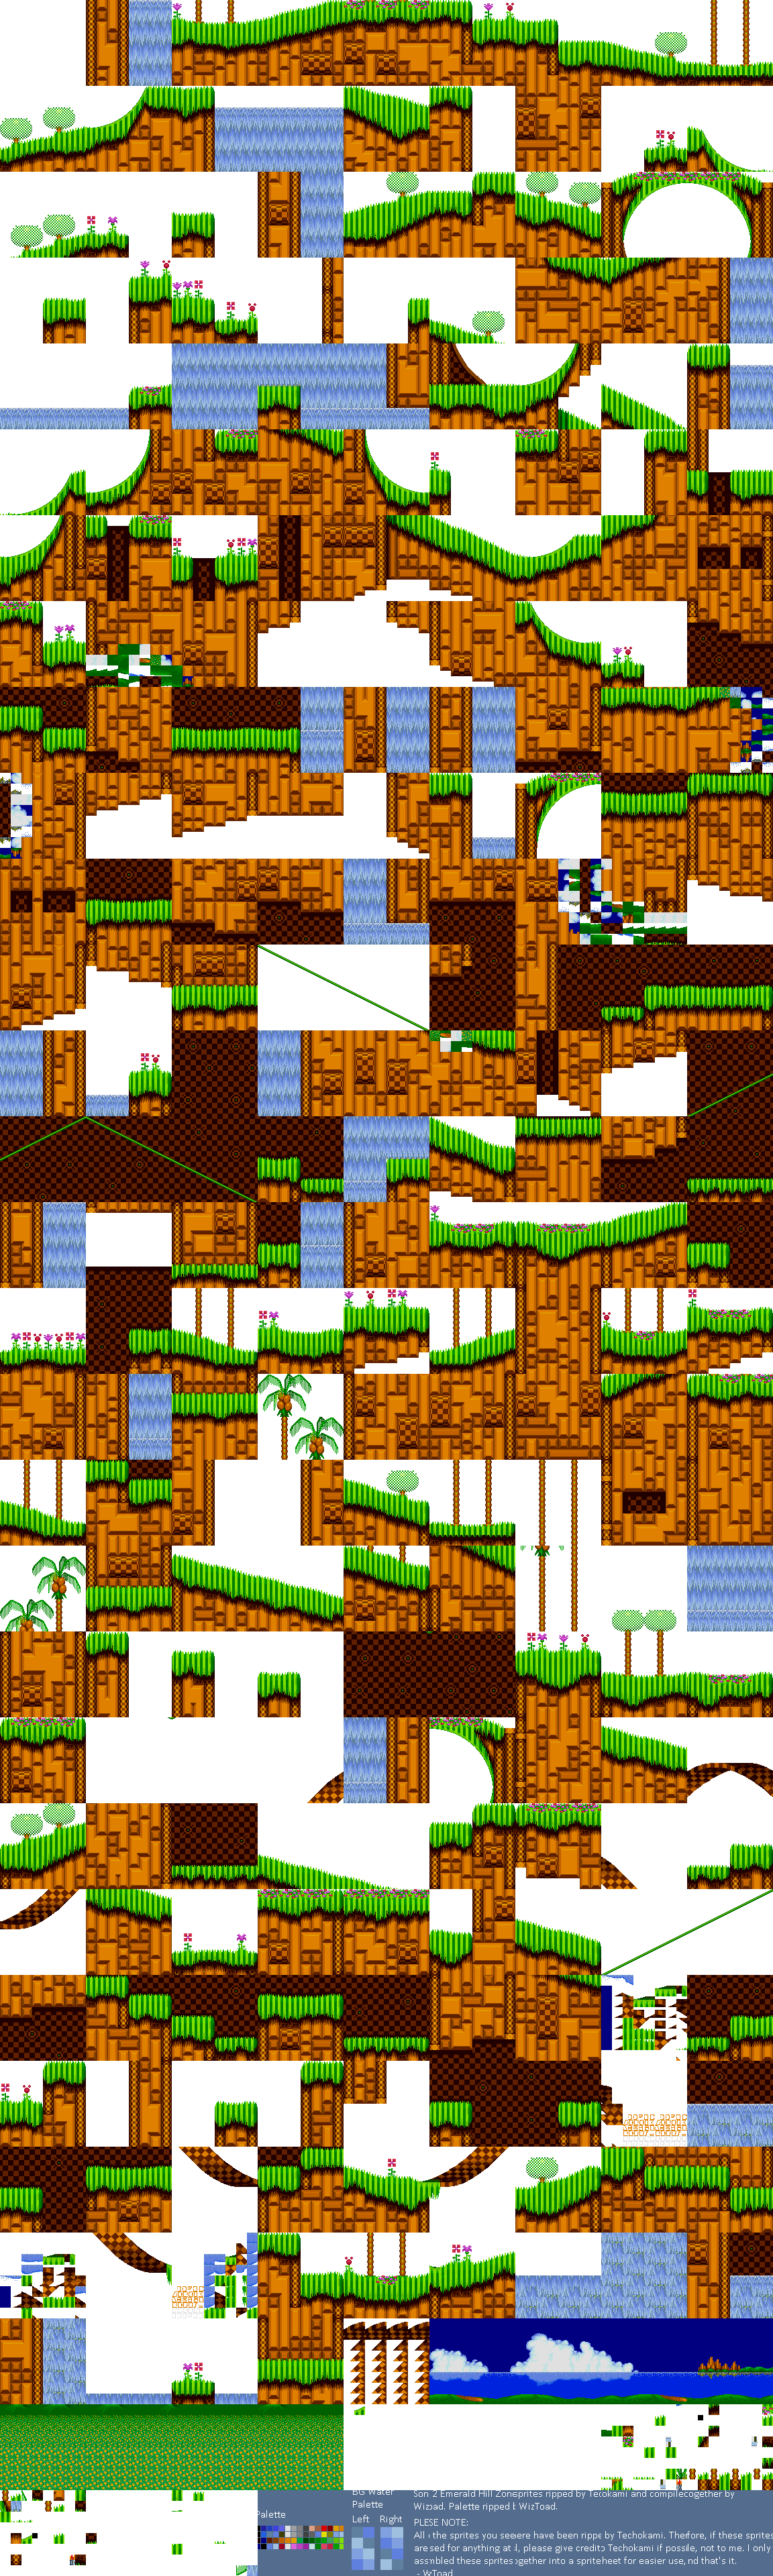 BG Water
Palette
Palette
Left Right
Son 2 Emerald Hill Zone sprites ripped by Techokami and compiled together by
Wizoad. Palette ripped by WizToad.
PLESE NOTE:
All the sprites you see here have been ripped by Techokami. Therefore, if these sprites
are used for anything at all, please give credit to Techokami if possible, not to me. I only
assembled these sprites together into a spritesheet for easier use, and that's it.
- WzToad